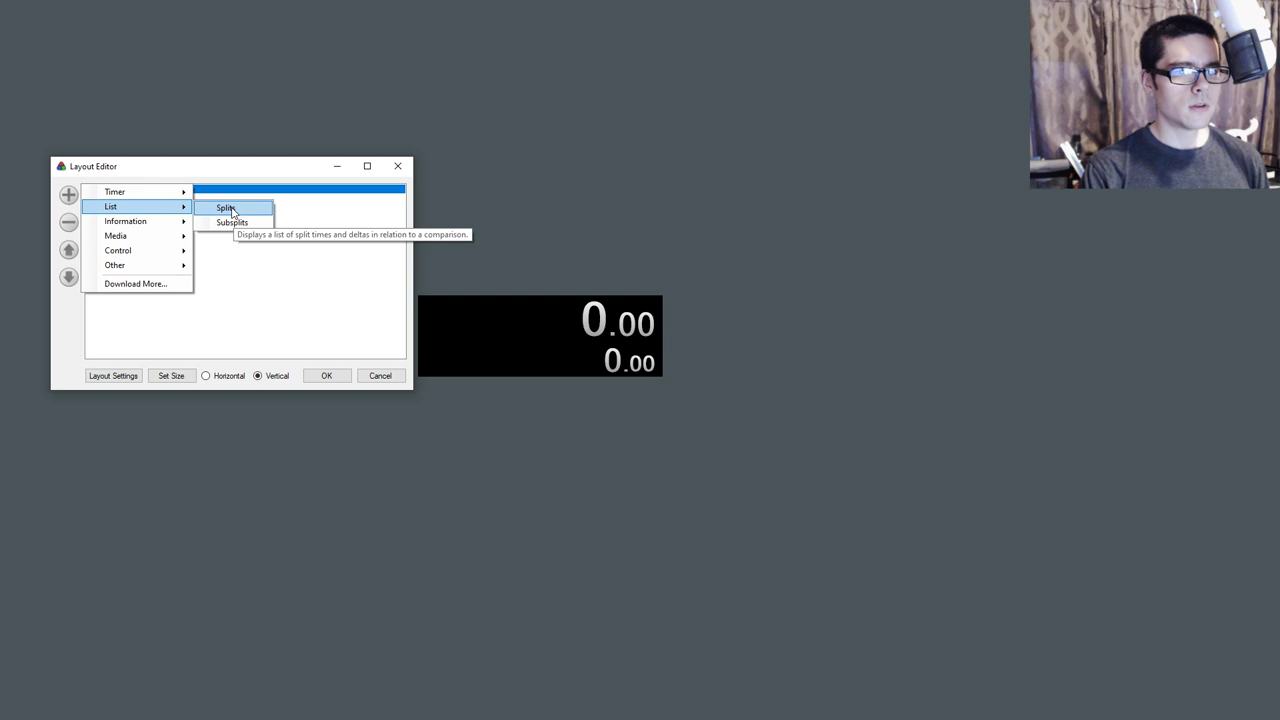 Layout Editor
Timer
List
Splits
Information
Subsplits
Displays a list of split times and deltas in relation to a comparison.
Media
Control
Other
Download More...
0.00
0.00
Layout Settings
Set Size
Horizontal
Vertical
OK
Cancel